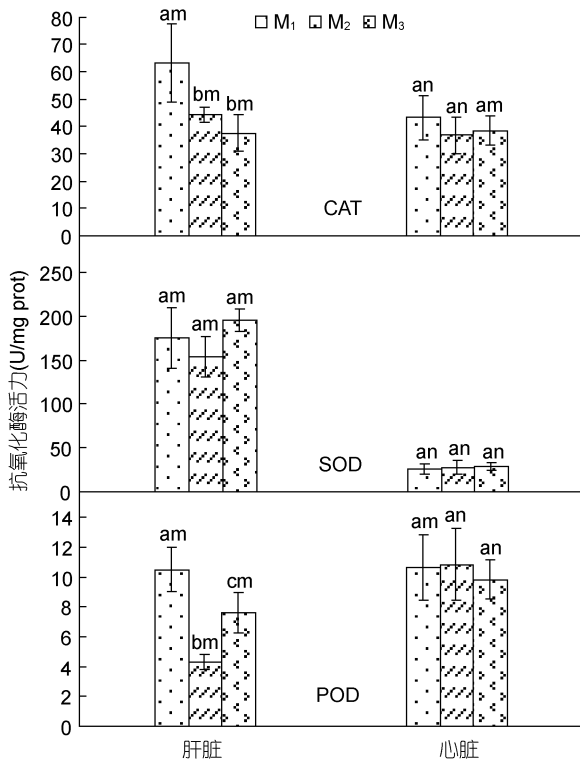 抗氧化酶活力(U/mg prot)
M1 M2 M3
80
70
60
50
40
30
20
10
0
am
bm
bm
an
an
am
CAT
250
200
150
100
50
0
am
am
am
an
an
an
SOD
14
12
10
8
6
4
2
0
am
bm
cm
am
an
an
POD
肝脏 心脏